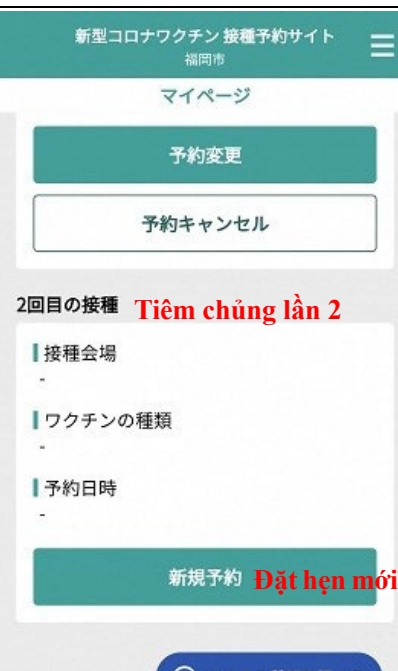 新型コロナワクチン 接種予約サイト
福岡市
マイページ
予約変更
予約キャンセル
2回目の接種 Tiêm chủng lần 2
接種会場
-
ワクチンの種類
-
予約日時
-
新規予約 Đặt hẹn mới